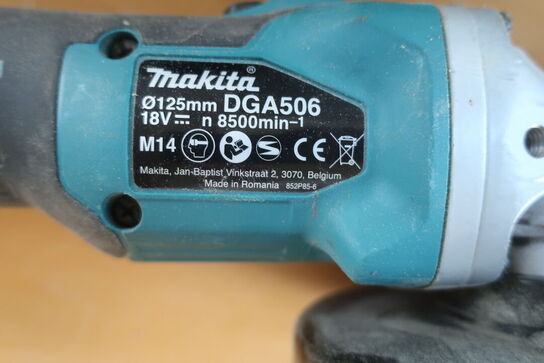 Makita®
Ø125mm DGA506
18V⎓ n 8500min-1
M14 CE
Makita, Jan-Baptist Vinkstraat 2, 3070, Belgium
Made in Romania 852P85-6